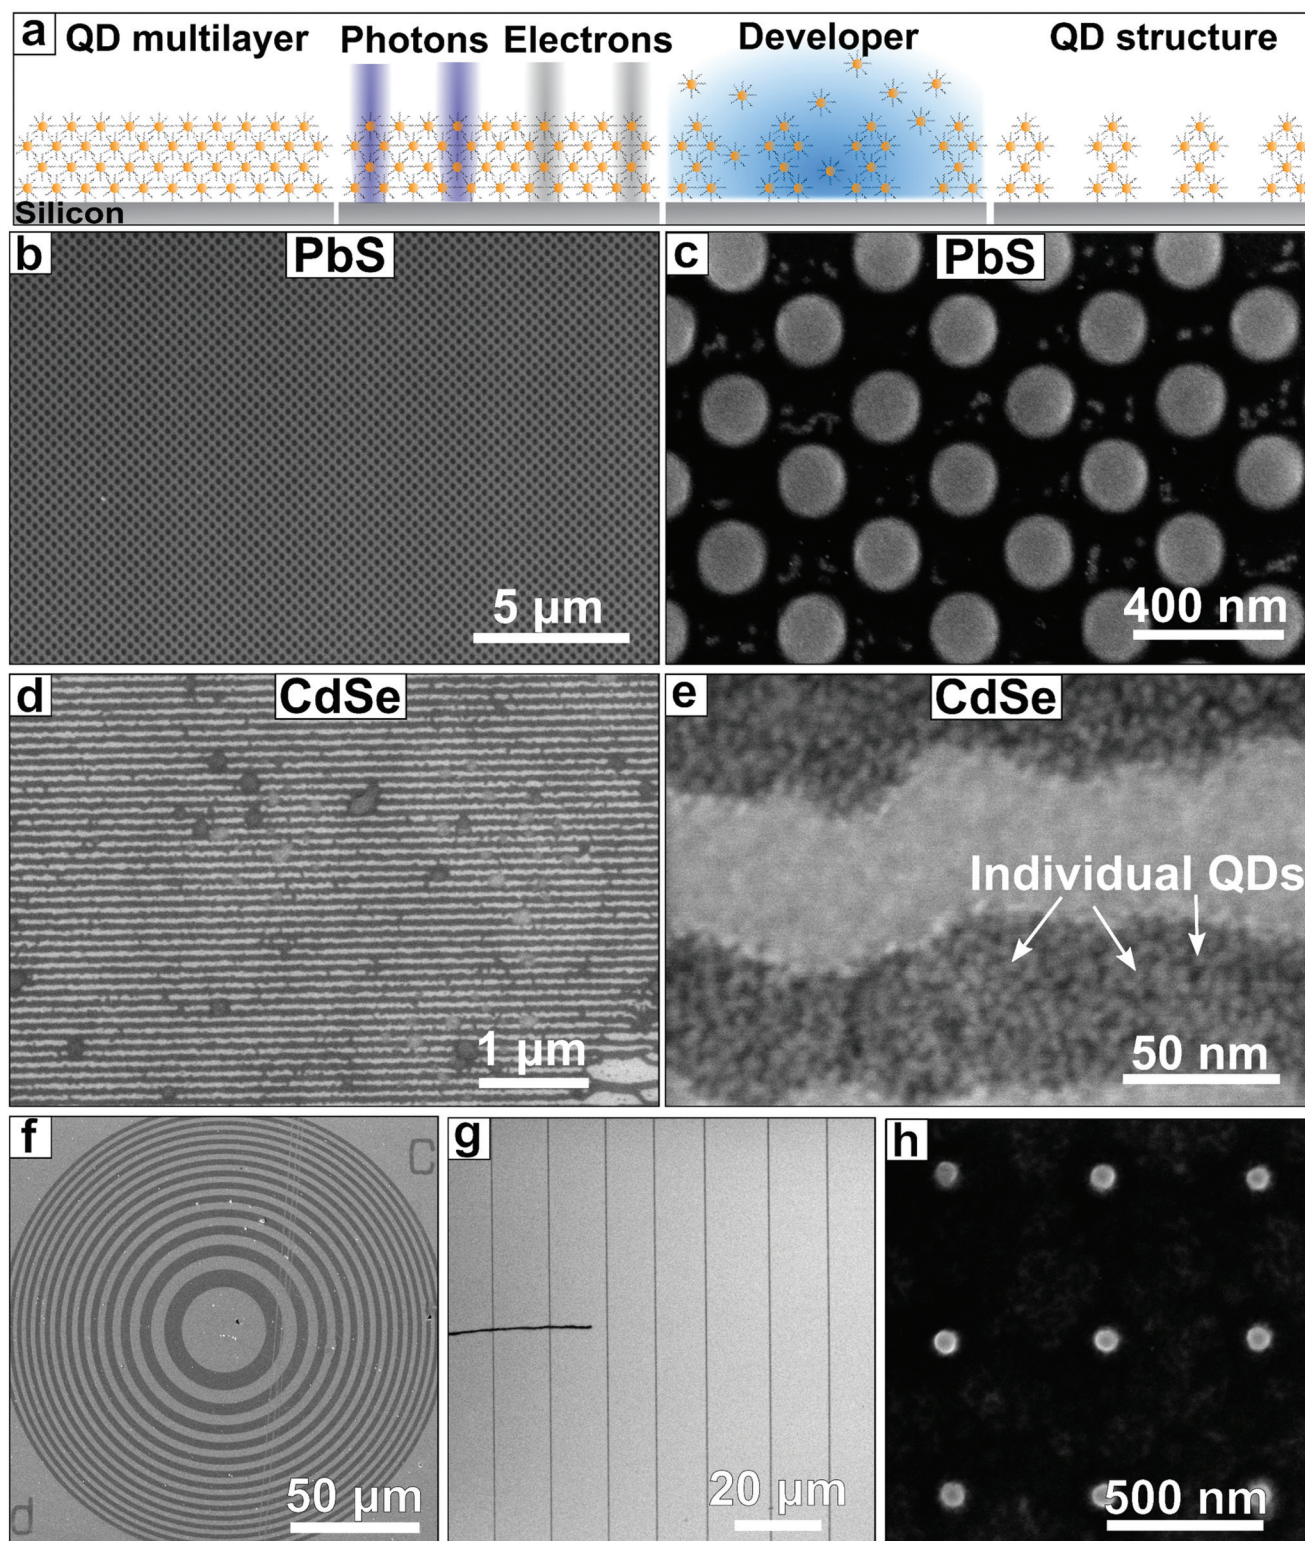 a
QD multilayer
Photons
Electrons
Developer
QD structure
Silicon
b
PbS
5 µm
c
PbS
400 nm
d
CdSe
1 µm
e
CdSe
Individual QDs
50 nm
f
C
d
50 µm
g
20 µm
h
500 nm